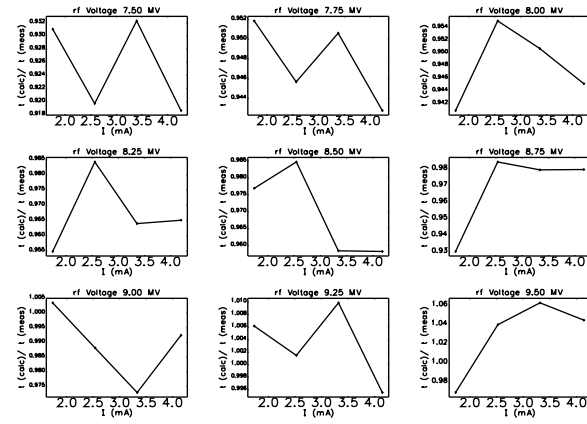 rf Voltage 7.50 MV
t (calc)/ t (meas)
0.932
0.930
0.928
0.926
0.924
0.922
0.920
0.918
2.0 2.5 3.0 3.5 4.0
I (mA)
rf Voltage 7.75 MV
t (calc)/ t (meas)
0.952
0.950
0.948
0.946
0.944
2.0 2.5 3.0 3.5 4.0
I (mA)
rf Voltage 8.00 MV
t (calc)/ t (meas)
0.954
0.952
0.950
0.948
0.946
0.944
0.942
2.0 2.5 3.0 3.5 4.0
I (mA)
rf Voltage 8.25 MV
t (calc)/ t (meas)
0.985
0.980
0.975
0.970
0.965
0.960
0.955
2.0 2.5 3.0 3.5 4.0
I (mA)
rf Voltage 8.50 MV
t (calc)/ t (meas)
0.985
0.980
0.975
0.970
0.965
0.960
2.0 2.5 3.0 3.5 4.0
I (mA)
rf Voltage 8.75 MV
t (calc)/ t (meas)
0.98
0.97
0.96
0.95
0.94
0.93
2.0 2.5 3.0 3.5 4.0
I (mA)
rf Voltage 9.00 MV
t (calc)/ t (meas)
1.005
1.000
0.995
0.990
0.985
0.980
0.975
2.0 2.5 3.0 3.5 4.0
I (mA)
rf Voltage 9.25 MV
t (calc)/ t (meas)
1.010
1.008
1.006
1.004
1.002
1.000
0.998
0.996
2.0 2.5 3.0 3.5 4.0
I (mA)
rf Voltage 9.50 MV
t (calc)/ t (meas)
1.06
1.04
1.02
1.00
0.98
2.0 2.5 3.0 3.5 4.0
I (mA)